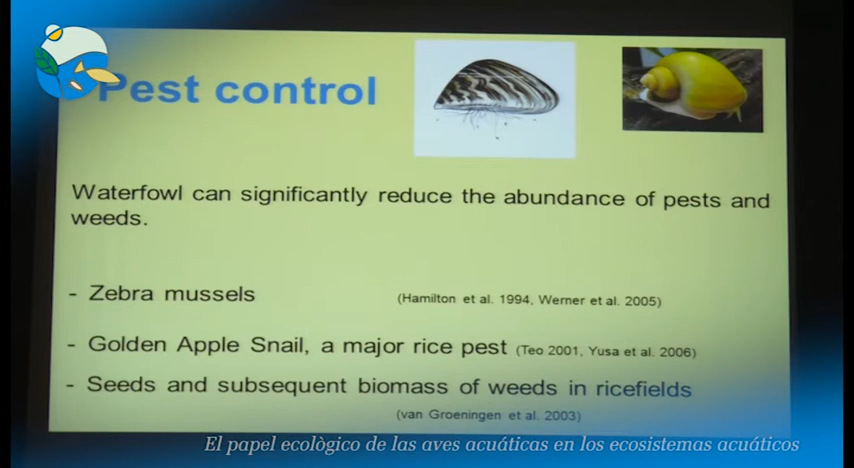 Pest control
Waterfowl can significantly reduce the abundance of pests and
weeds.
- Zebra mussels (Hamilton et al. 1994, Werner et al. 2005)
- Golden Apple Snail, a major rice pest (Teo 2001, Yusa et al. 2006)
- Seeds and subsequent biomass of weeds in ricefields
(van Groeningen et al. 2003)
El papel ecològico de las aves acuáticas en los ecosistemas acuáticos